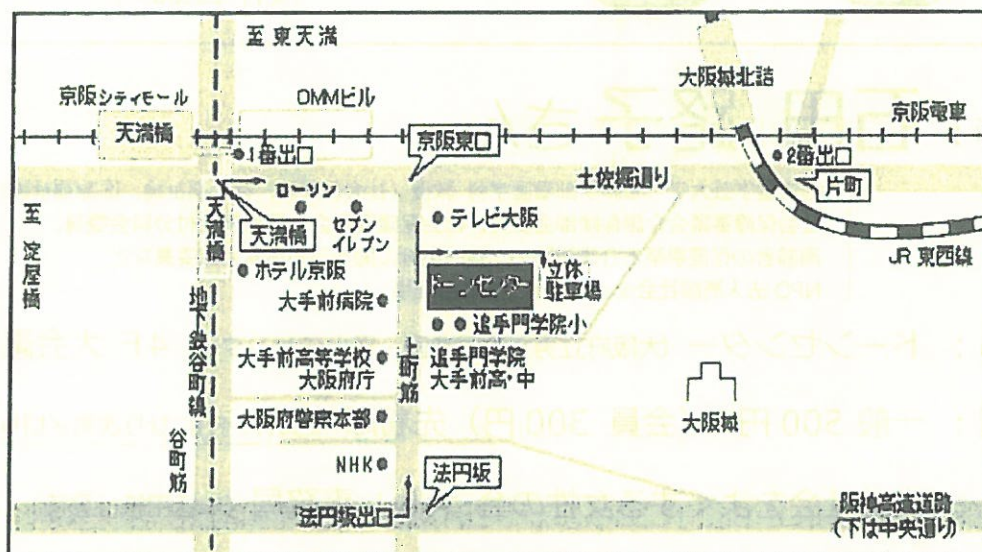 至 東天満
大阪城北詰
京阪シティモール
OMMビル
京阪電車
天満橋
1番出口
京阪東口
2番出口
土佐堀通り
片町
ローソン
セブン
イレブン
テレビ大阪
天満橋
天満橋
至 淀屋橋
JR東西線
ホテル京阪
ドーンセンター
立体
駐車場
大手前病院
追手門学院小
地下鉄谷町線
大手前高等学校
大阪府庁
追手門学院
大手前高・中
町筋
大阪城
大阪府警察本部
谷町筋
NHK
法円坂
法円坂出口
阪神高速道路
(下は中央通り)